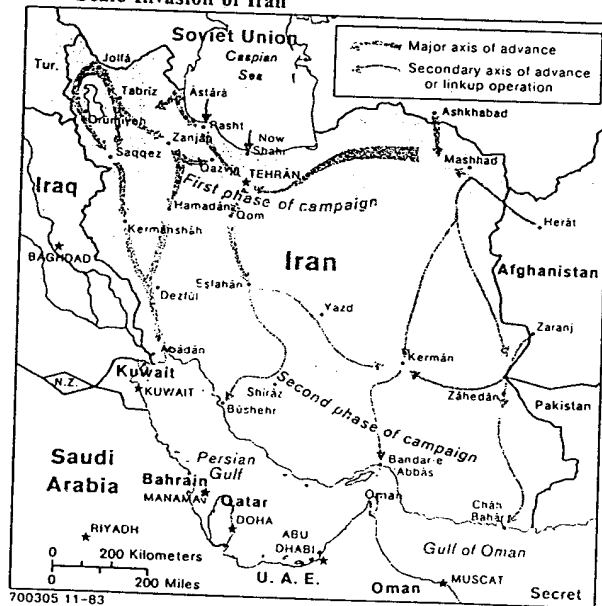 Scale Invasion of Iran
Soviet Union
Caspian
Sea
Major axis of advance
Secondary axis of advance
or linkup operation
Tur.
Jolfā
Tabrīz
Āstārā
Orūmīyeh
Rasht
Zanjān
Now
Shahr
Ashkhabad
Saqqez
Qazvīn
TEHRĀN
Mashhad
First phase of campaign
Iraq
Hamadān
Qom
Herāt
Kermānshāh
BAGHDAD
Iran
Afghanistan
Eşfahān
Dezfūl
Yazd
Zaranj
Ābādān
Kermān
Kuwait
N.Z.
KUWAIT
Shīrāz
Zāhedān
Būshehr
Second phase of campaign
Pakistan
Saudi
Arabia
Persian
Gulf
Bandar-e
Abbās
Bahrain
MANAMA
Qatar
DOHA
Oman
Chāh
Bahār
RIYADH
ABU
DHABI
Gulf of Oman
0 200 Kilometers
0 200 Miles
U. A. E.
Oman
MUSCAT
Secret
700305 11-83